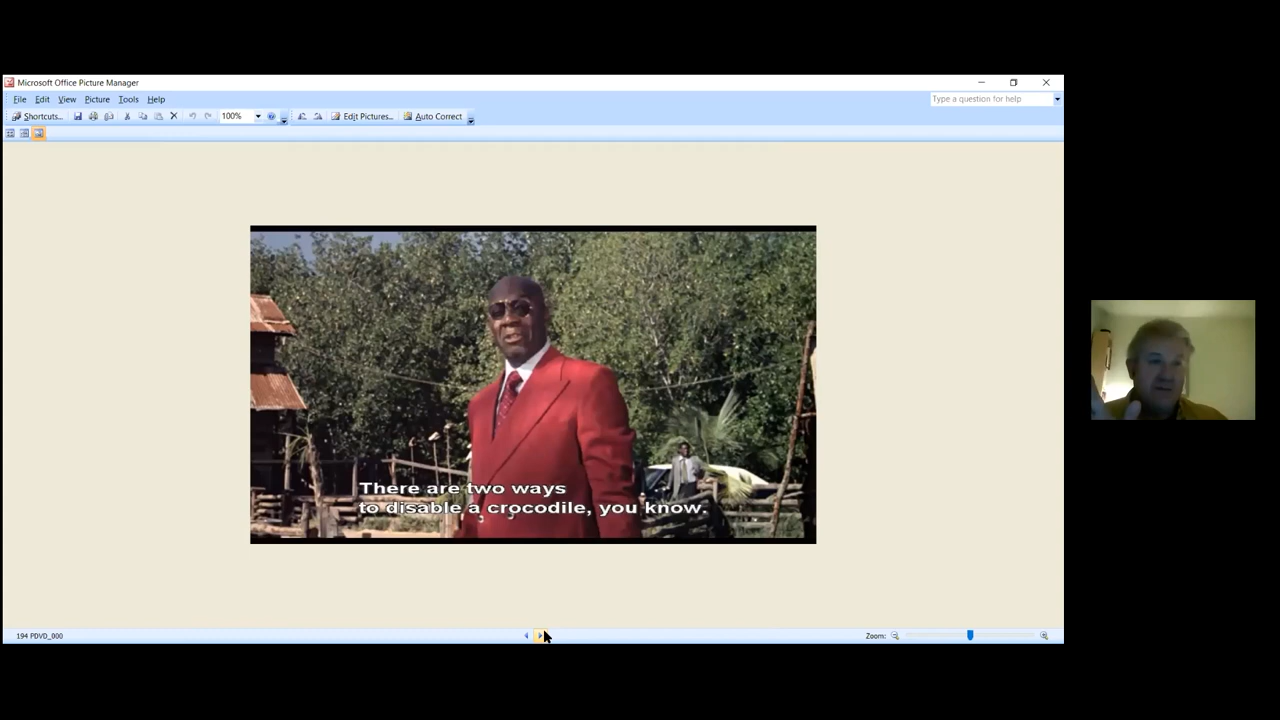 Microsoft Office Picture Manager
File Edit View Picture Tools Help
Type a question for help
Shortcuts...
100%
Edit Pictures...
Auto Correct
There are two ways
to disable a crocodile, you know.
194 PDVD_000
Zoom: